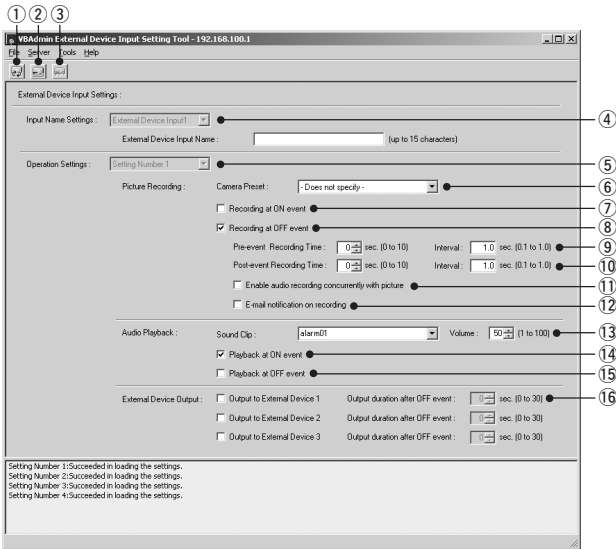 ① ② ③
VBAdmin External Device Input Setting Tool - 192.168.100.1
File Server Tools Help
External Device Input Settings :
Input Name Settings : External Device Input1 ④
External Device Input Name : (up to 15 characters)
Operation Settings : Setting Number 1 ⑤
Picture Recording : Camera Preset : - Does not specify - ⑥
Recording at ON event ⑦
Recording at OFF event ⑧
Pre-event Recording Time : 0 sec. (0 to 10) Interval : 1.0 sec. (0.1 to 1.0) ⑨
Post-event Recording Time : 0 sec. (0 to 10) Interval : 1.0 sec. (0.1 to 1.0) ⑩
Enable audio recording concurrently with picture ⑪
E-mail notification on recording ⑫
Audio Playback : Sound Clip : alarm01 Volume : 50 (1 to 100) ⑬
Playback at ON event ⑭
Playback at OFF event ⑮
External Device Output : Output to External Device 1 Output duration after OFF event : 0 sec. (0 to 30) ⑯
Output to External Device 2 Output duration after OFF event : 0 sec. (0 to 30)
Output to External Device 3 Output duration after OFF event : 0 sec. (0 to 30)
Setting Number 1:Succeeded in loading the settings.
Setting Number 2:Succeeded in loading the settings.
Setting Number 3:Succeeded in loading the settings.
Setting Number 4:Succeeded in loading the settings.